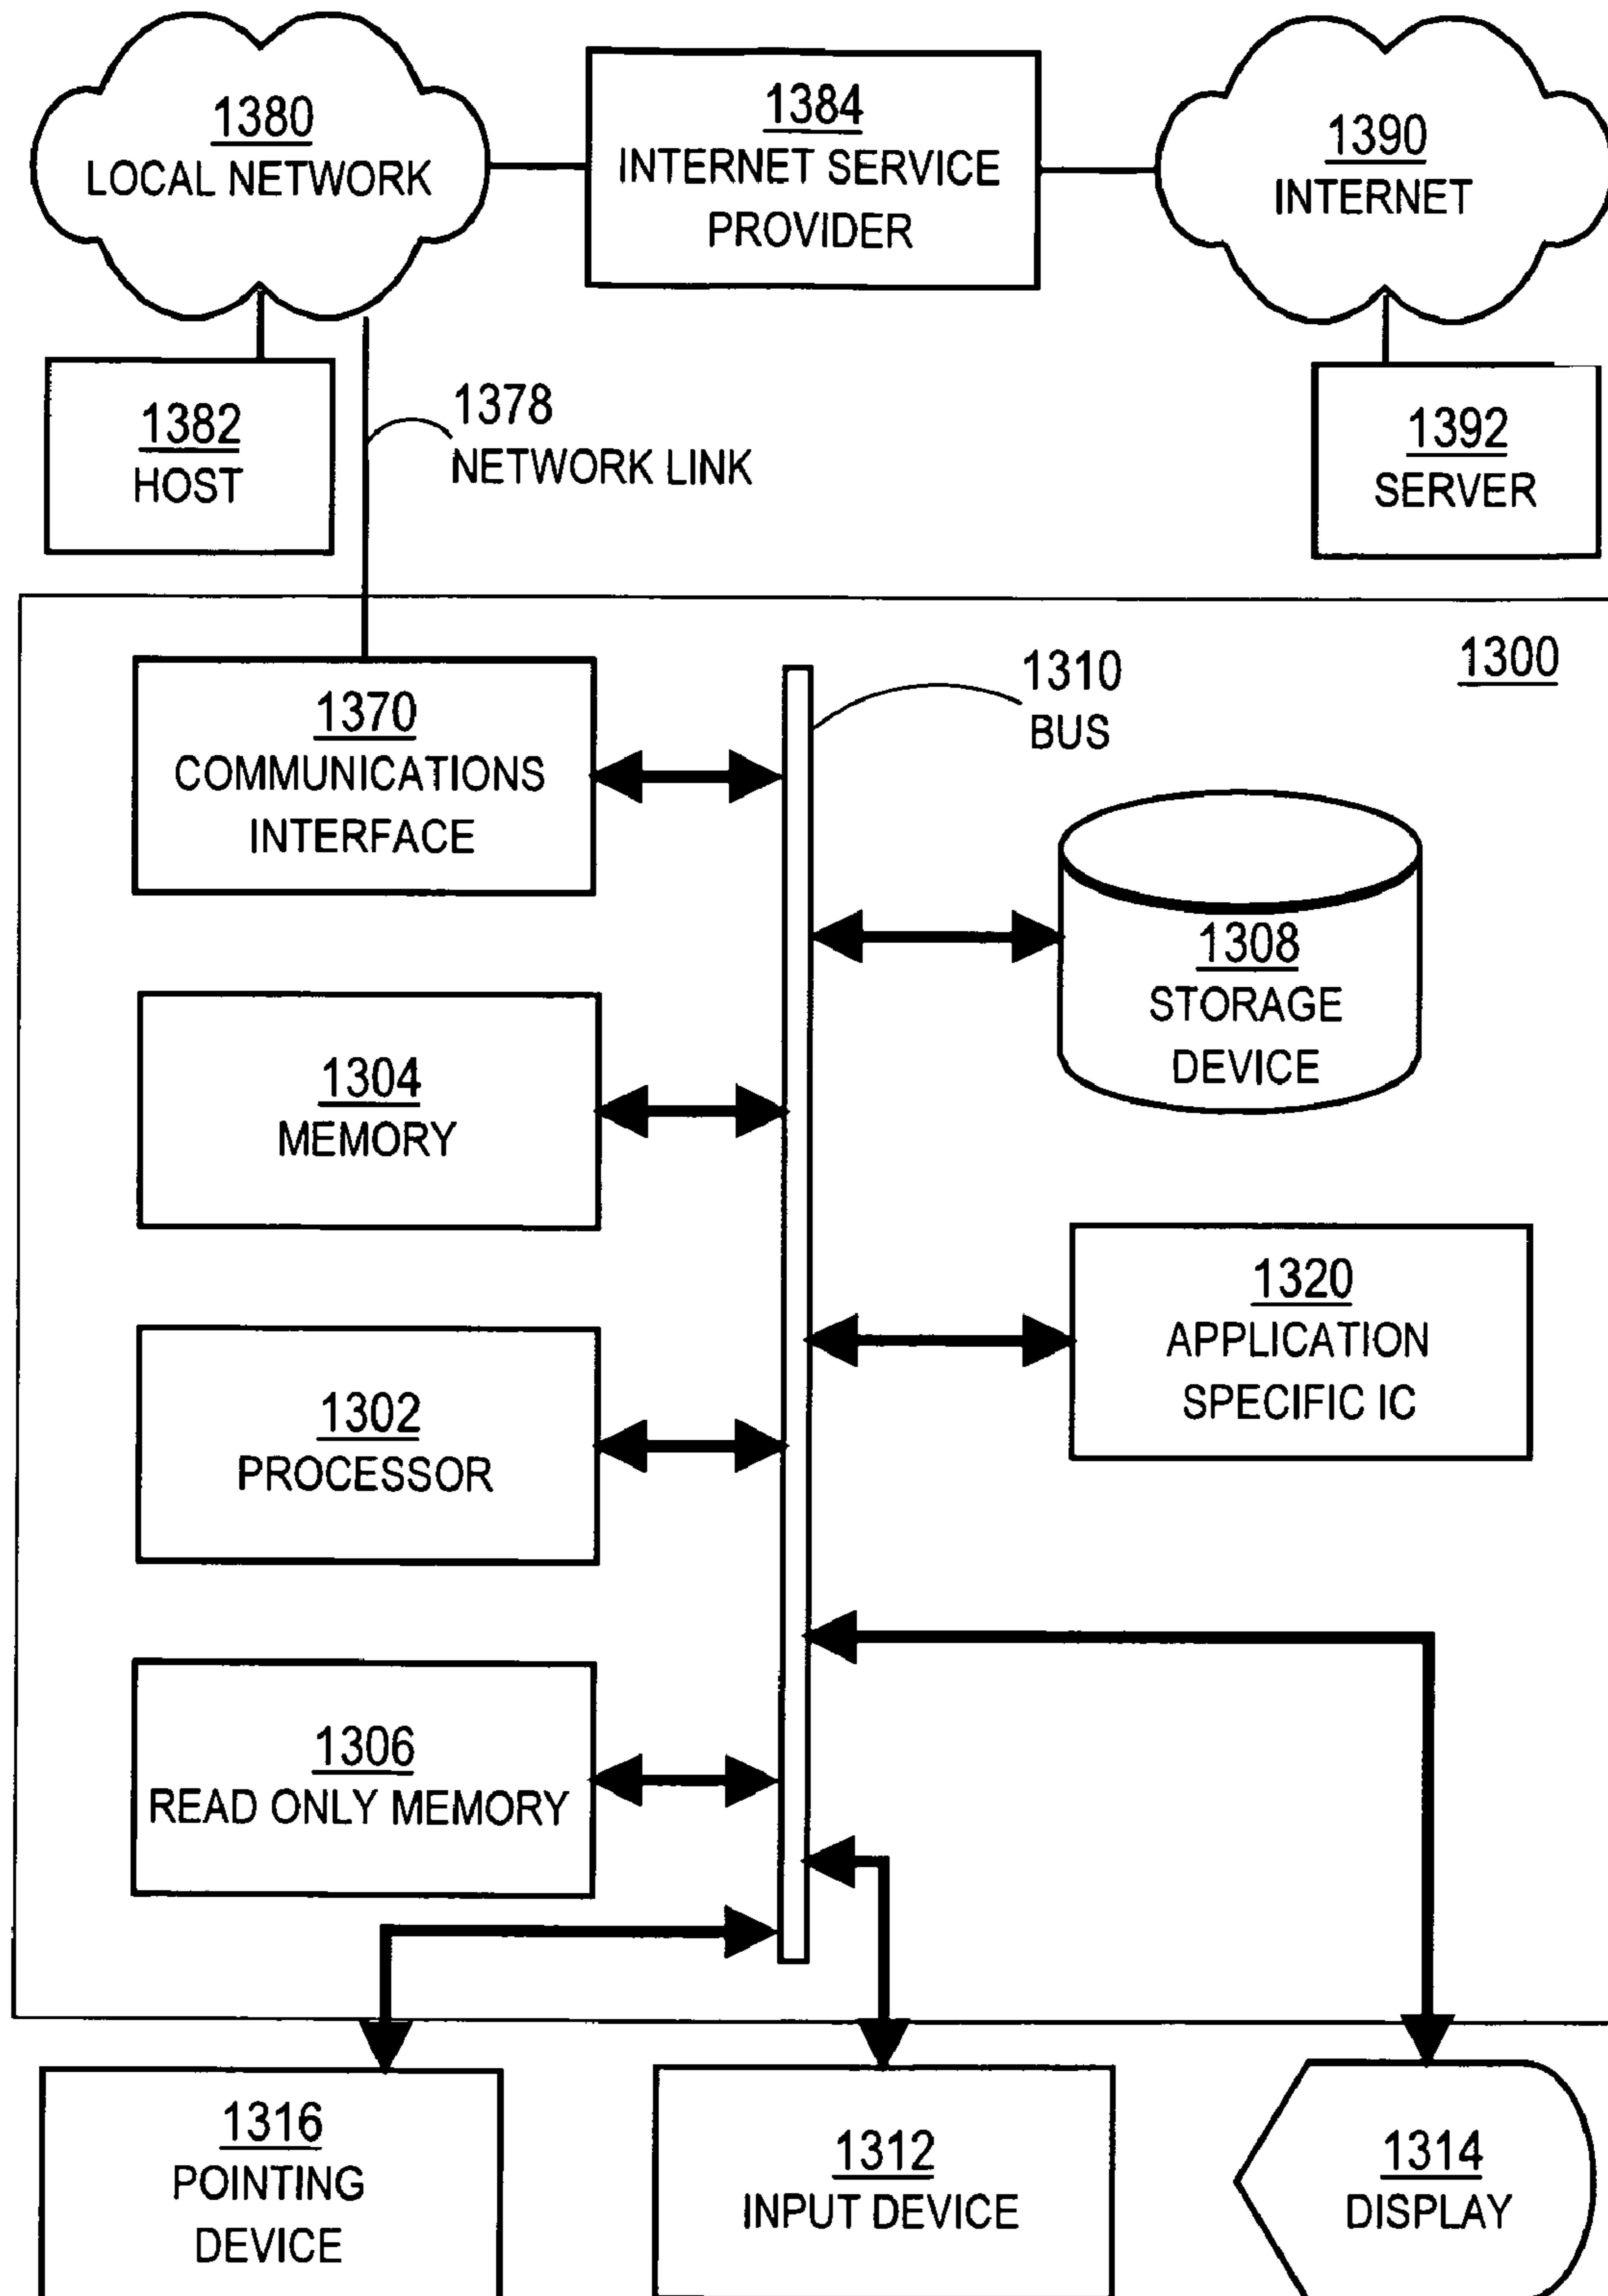 1380
LOCAL NETWORK
1384
INTERNET SERVICE
PROVIDER
1390
INTERNET
1382
HOST
1378
NETWORK LINK
1392
SERVER
1300
1370
COMMUNICATIONS
INTERFACE
1310
BUS
1308
STORAGE
DEVICE
1304
MEMORY
1320
APPLICATION
SPECIFIC IC
1302
PROCESSOR
1306
READ ONLY MEMORY
1316
POINTING
DEVICE
1312
INPUT DEVICE
1314
DISPLAY